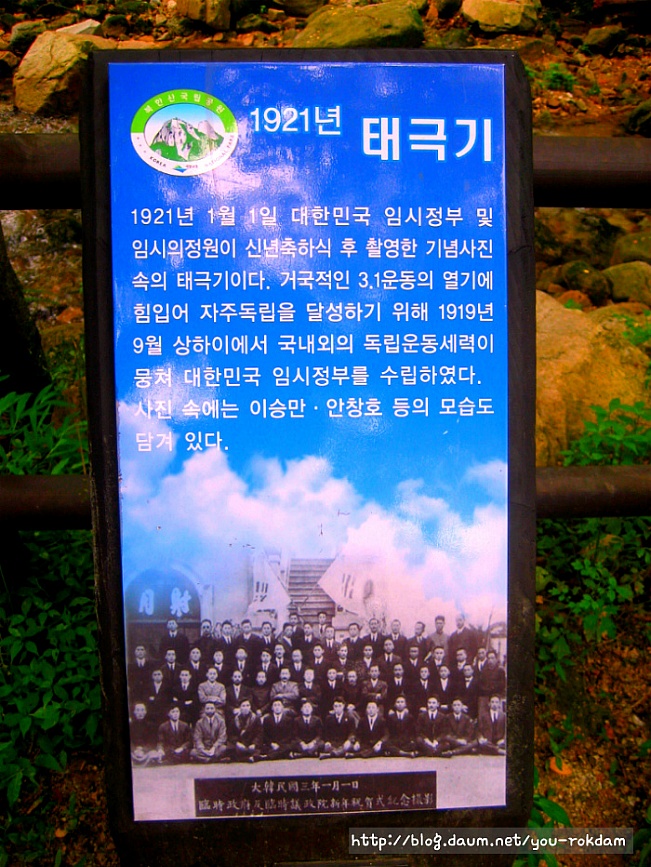 북한산국립공원
KOREA
1921년 태극기
1921년 1월 1일 대한민국 임시정부 및
임시의정원이 신년축하식 후 촬영한 기념사진
속의 태극기이다. 거국적인 3.1운동의 열기에
힘입어 자주독립을 달성하기 위해 1919년
9월 상하이에서 국내외의 독립운동세력이
뭉쳐 대한민국 임시정부를 수립하였다.
사진 속에는 이승만 · 안창호 등의 모습도
담겨 있다.
大韓民國三年一月一日
臨時政府及臨時議政院新年祝賀式記念撮影
http://blog.daum.net/you-rokdam